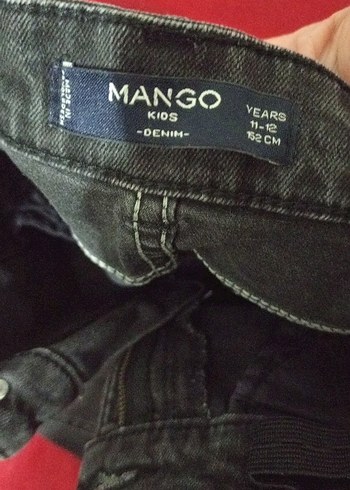 MANGO
KIDS
-DENIM-
YEARS
11-12
152 CM